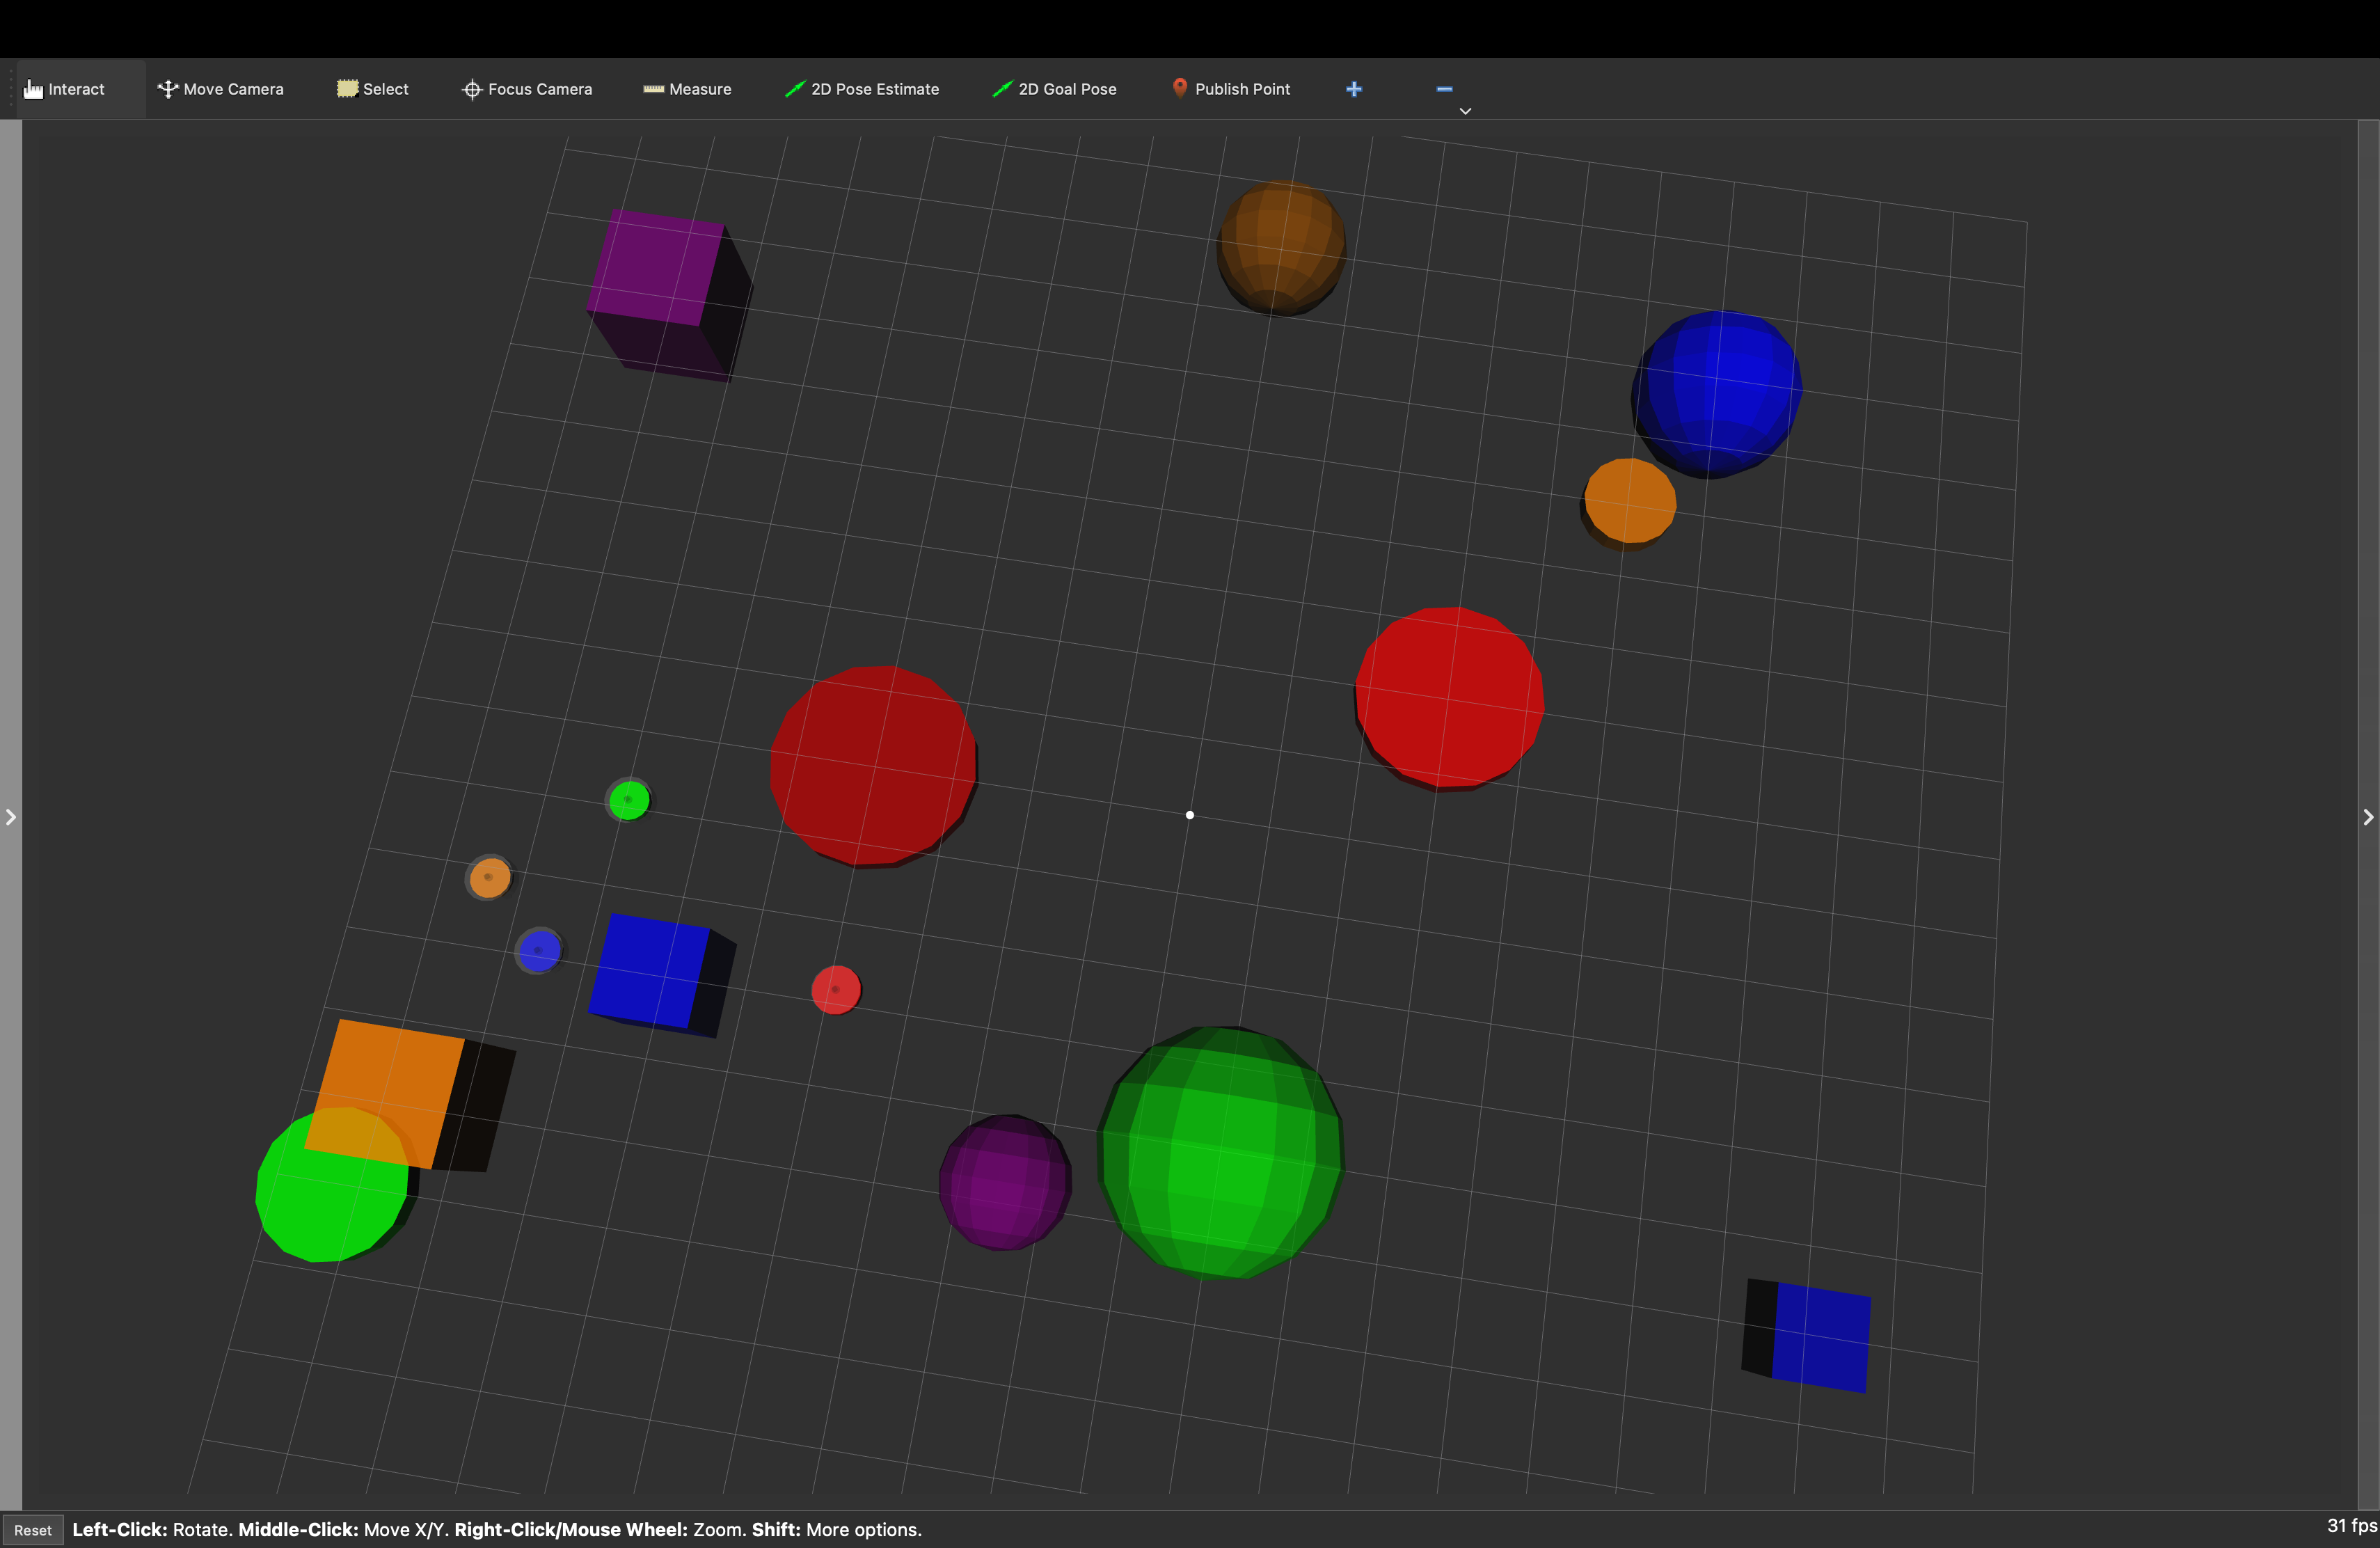 Interact Move Camera Select Focus Camera Measure 2D Pose Estimate 2D Goal Pose Publish Point
Reset Left-Click: Rotate. Middle-Click: Move X/Y. Right-Click/Mouse Wheel: Zoom. Shift: More options. 31 fps